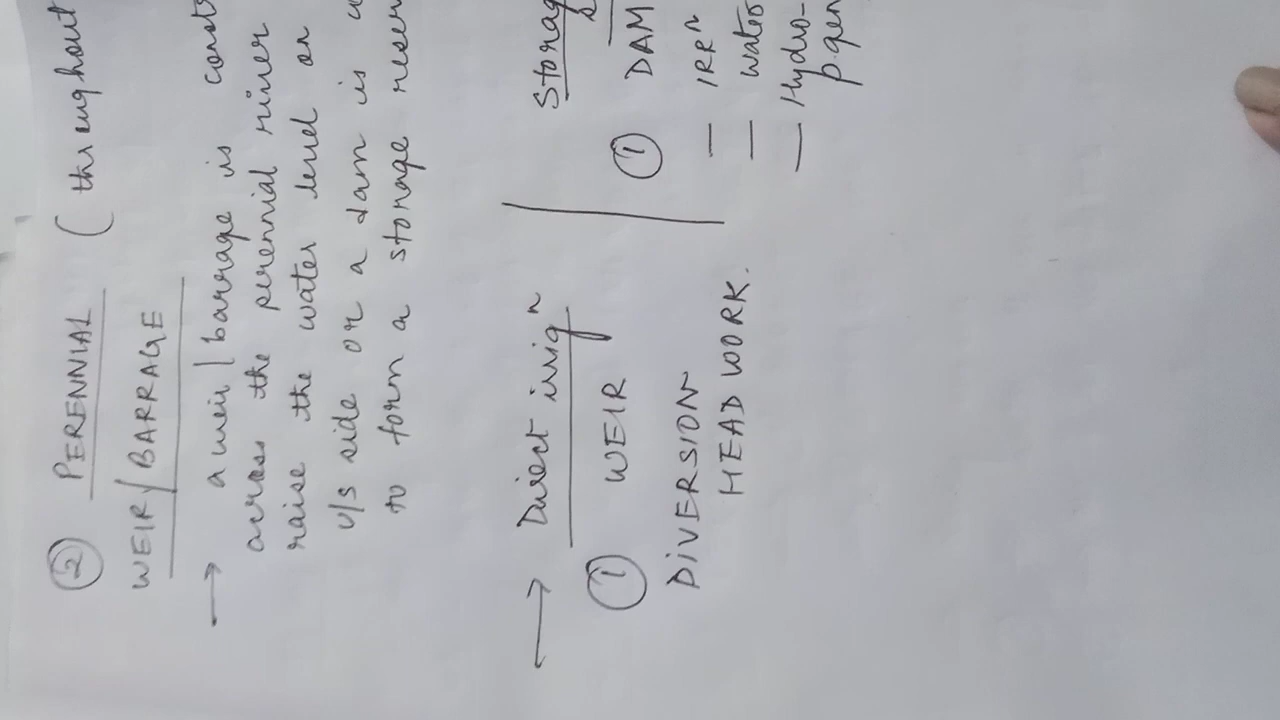 ② PERENNIAL (throughout
WEIR/BARRAGE
→ a weir/barrage is const
across the perennial river
raise the water level on
u/s side or a dam is
to form a storage reser
→ Direct irrigⁿ
① WEIR
DIVERSION
HEAD WORK.
Storag
① DAM
— IRRⁿ
— water
— Hydro-
p.gen